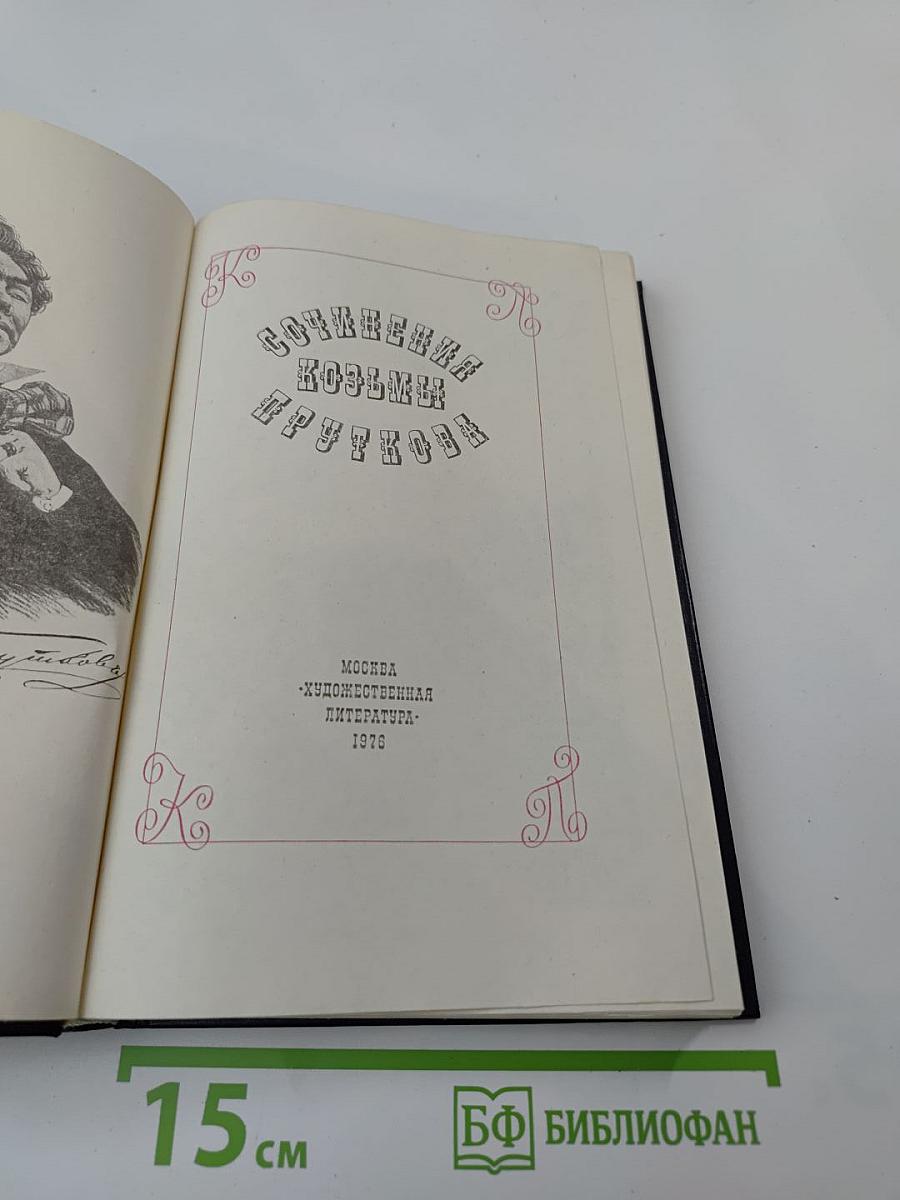 К П
СОЧИНЕНИЯ
КОЗЬМЫ
ПРУТКОВА
МОСКВА
«ХУДОЖЕСТВЕННАЯ
ЛИТЕРАТУРА»
1976
К П
15 см
БФ БИБЛИОФАН